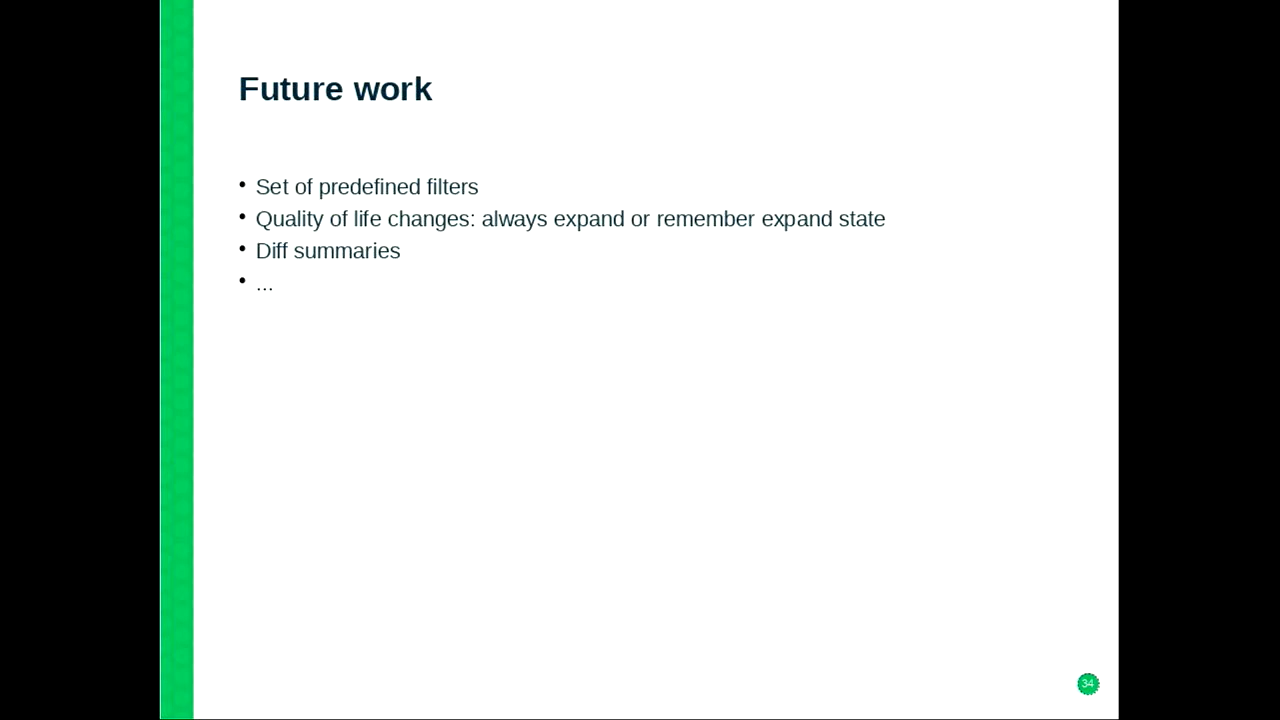 Future work
• Set of predefined filters
• Quality of life changes: always expand or remember expand state
• Diff summaries
• ...
34